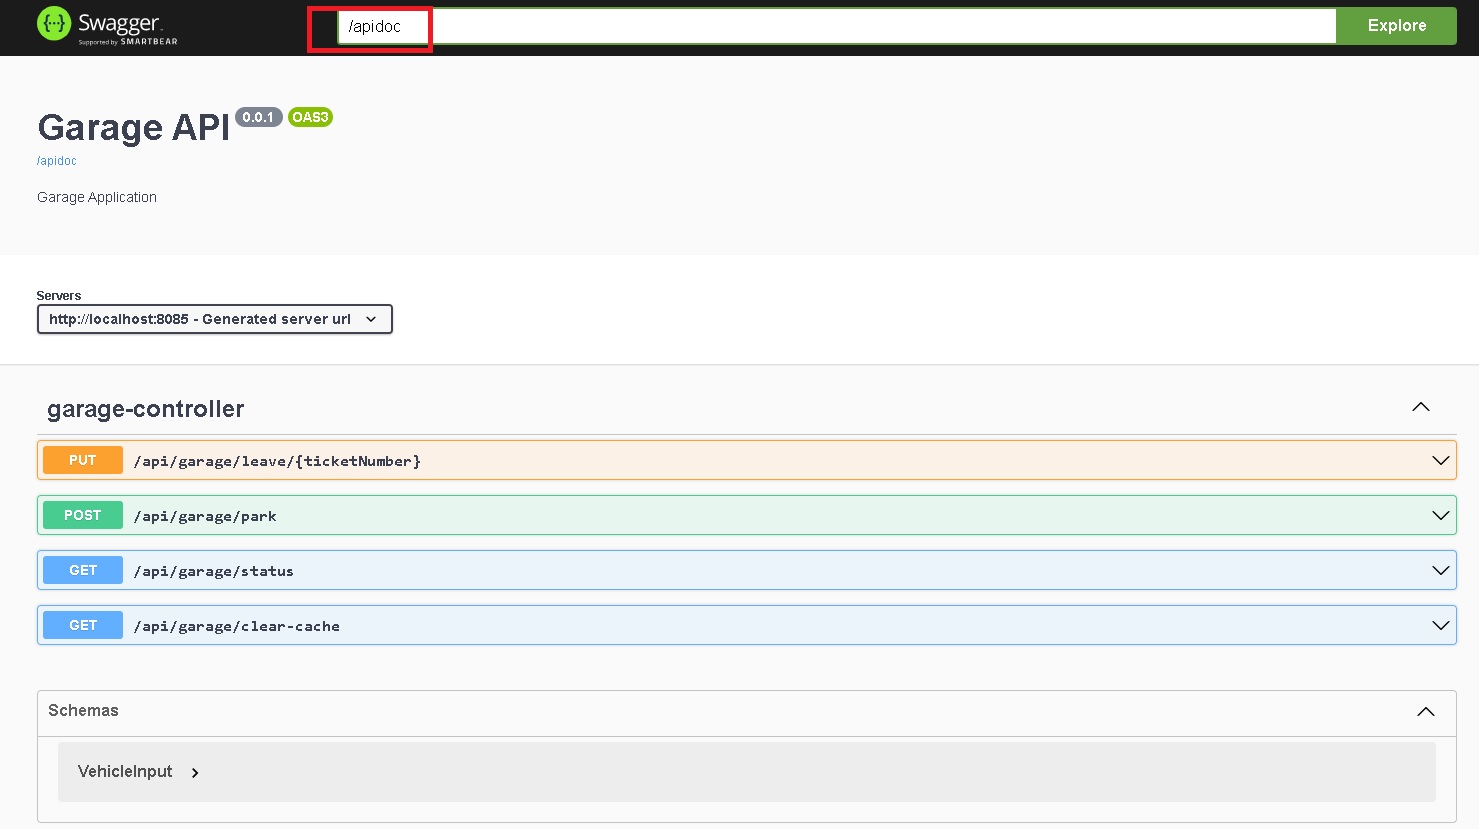 Swagger.
Supported by SMARTBEAR
/apidoc
Explore
Garage API 0.0.1 OAS3
/apidoc
Garage Application
Servers
http://localhost:8085 - Generated server url
garage-controller
PUT /api/garage/leave/{ticketNumber}
POST /api/garage/park
GET /api/garage/status
GET /api/garage/clear-cache
Schemas
VehicleInput